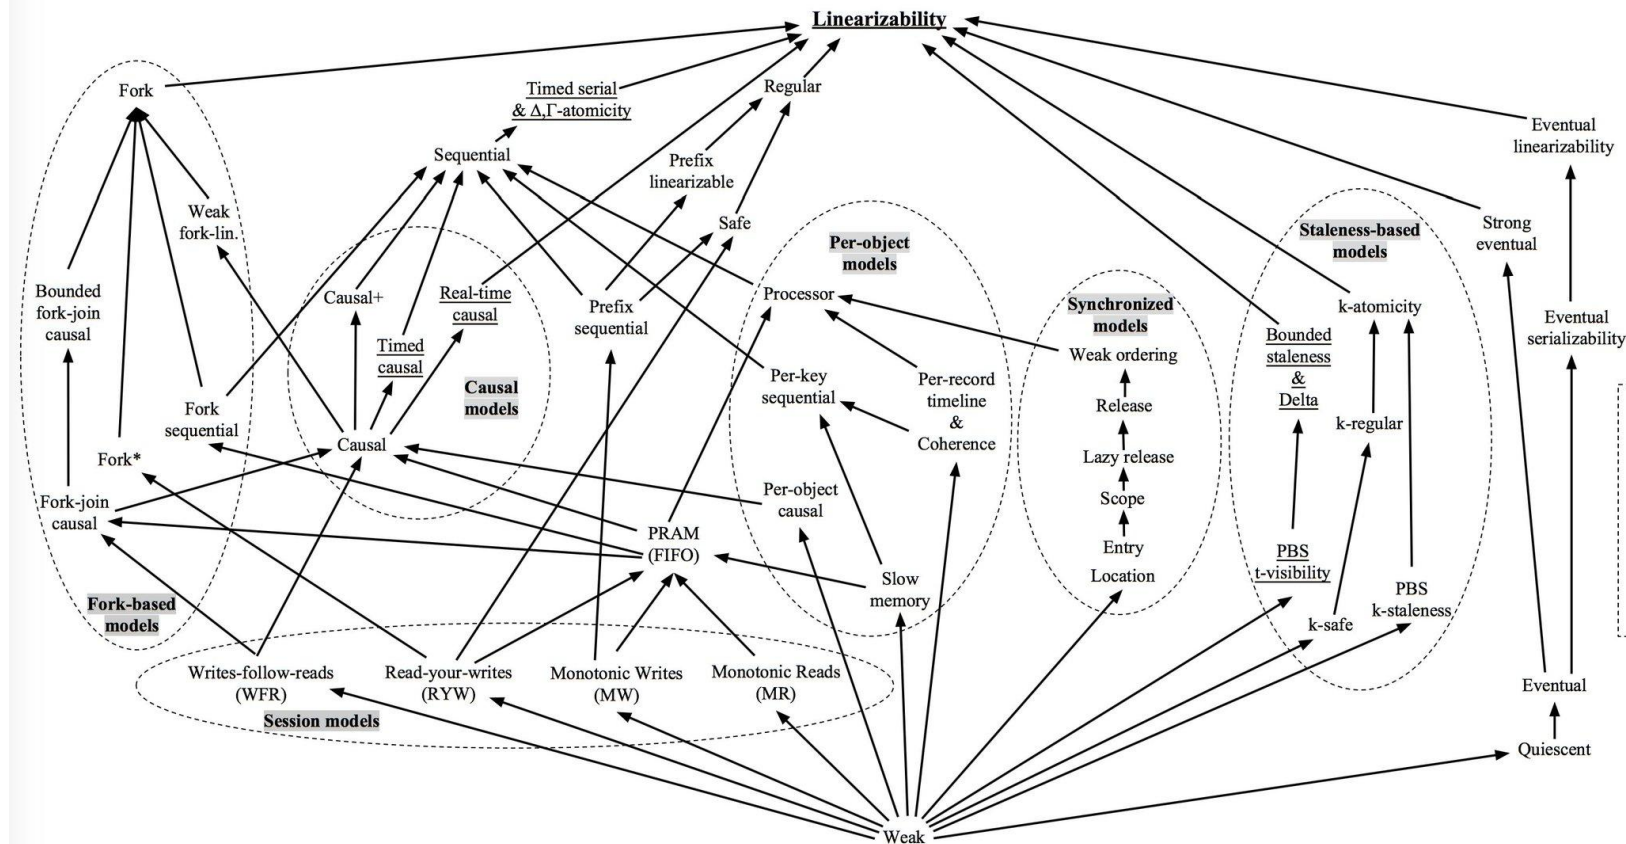 Linearizability
Fork
Timed serial
& Δ,Γ-atomicity
Regular
Eventual
linearizability
Sequential
Prefix
linearizable
Weak
fork-lin.
Safe
Per-object
models
Staleness-based
models
Strong
eventual
Bounded
fork-join
causal
Causal+
Real-time
causal
Prefix
sequential
Processor
Synchronized
models
k-atomicity
Eventual
serializability
Timed
causal
Weak ordering
Bounded
staleness
&
Delta
Causal
models
Per-key
sequential
Per-record
timeline
&
Coherence
Release
Fork
sequential
k-regular
Fork*
Causal
Lazy release
Fork-join
causal
Per-object
causal
Scope
PRAM
(FIFO)
Entry
PBS
t-visibility
Location
Slow
memory
PBS
k-staleness
Fork-based
models
k-safe
Writes-follow-reads
(WFR)
Read-your-writes
(RYW)
Monotonic Writes
(MW)
Monotonic Reads
(MR)
Eventual
Session models
Quiescent
Weak